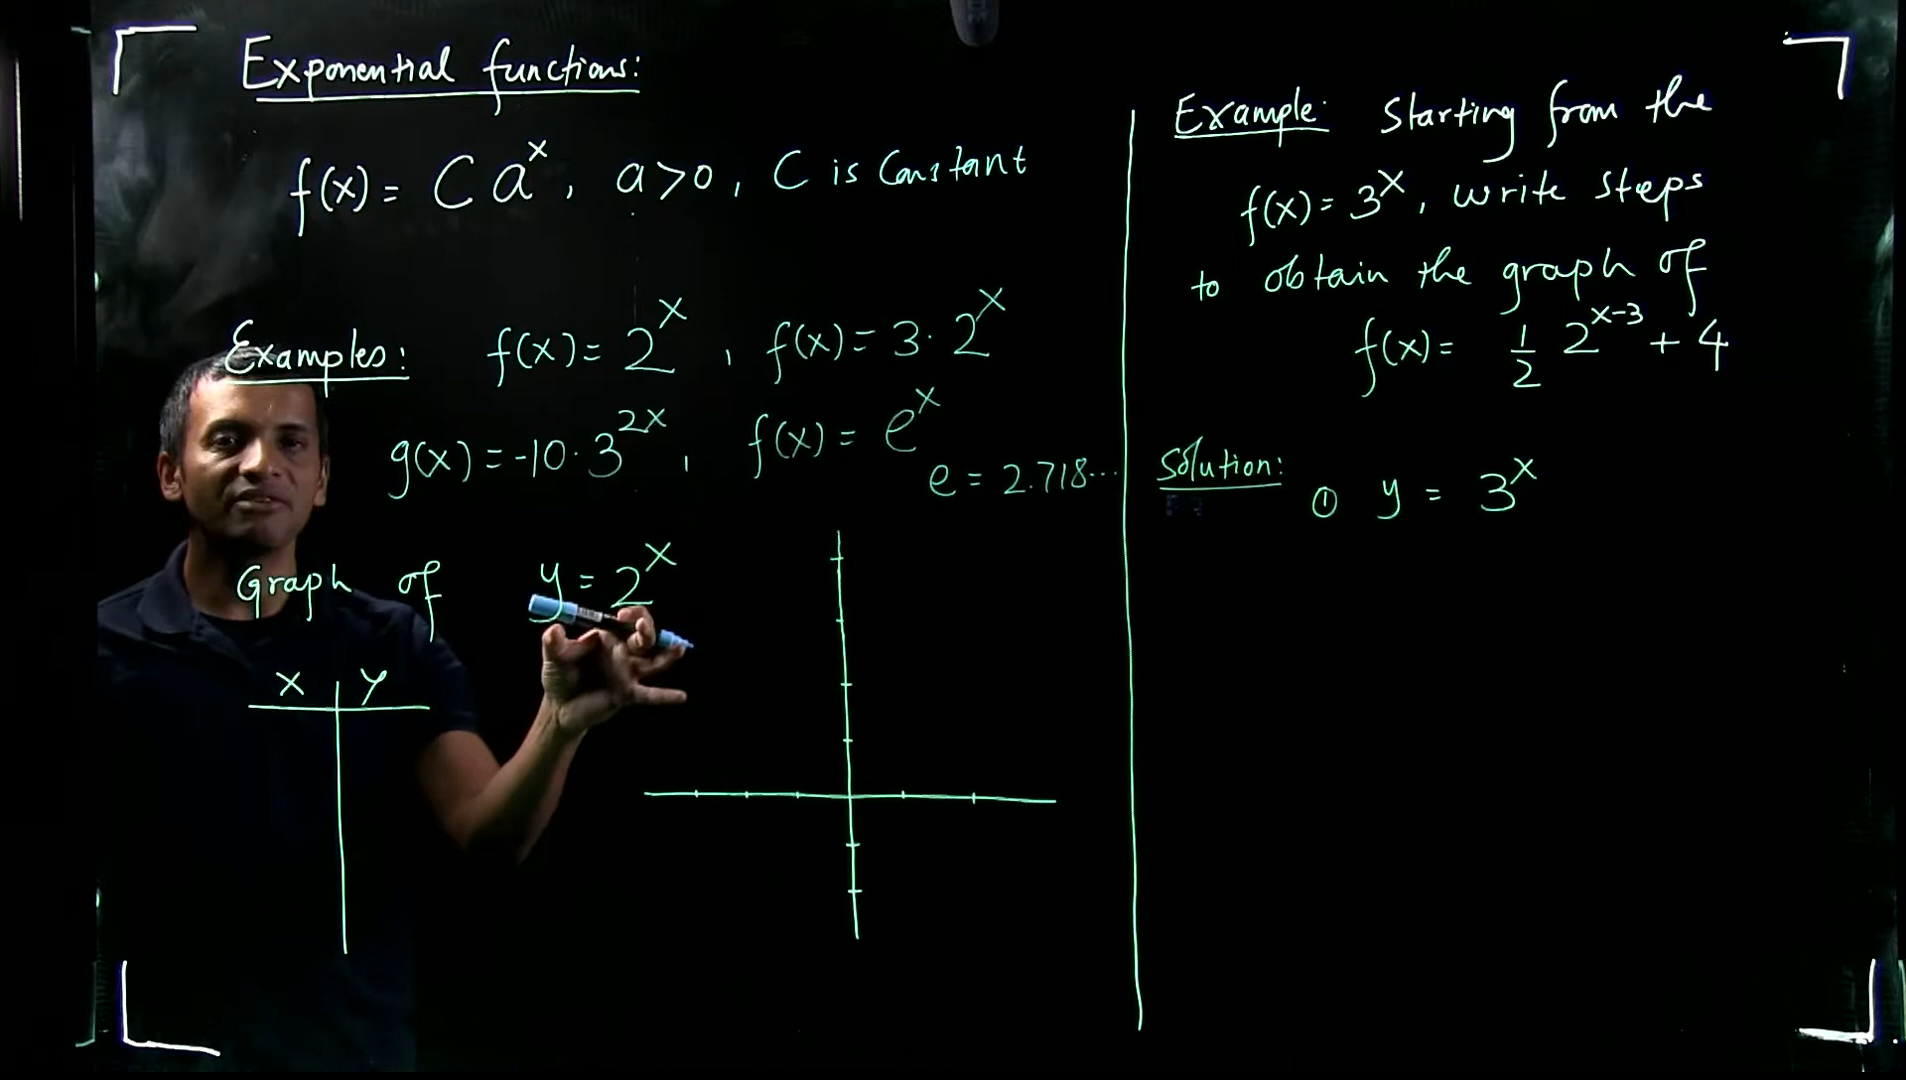 Exponential functions:
f(x) = C a^x, a>0, C is Constant
Examples: f(x) = 2^x, f(x) = 3·2^x
g(x) = -10·3^{2x}, f(x) = e^x
e = 2.718...
Graph of y = 2^x
x y
Example: Starting from the
f(x) = 3^x, write steps
to obtain the graph of
f(x) = 1/2 2^{x-3} + 4
Solution: ① y = 3^x